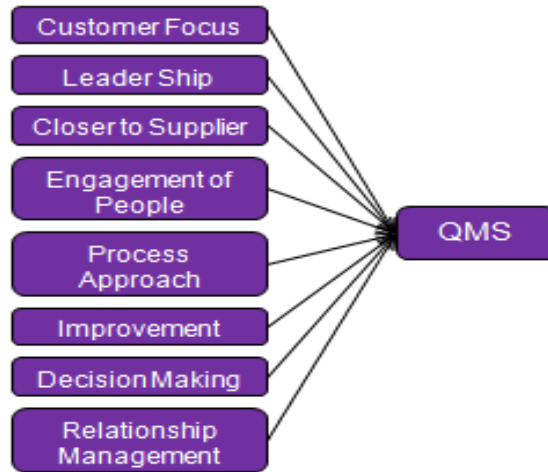 Customer Focus
Leader Ship
Closer to Supplier
Engagement of
People
QMS
Process
Approach
Improvement
Decision Making
Relationship
Management